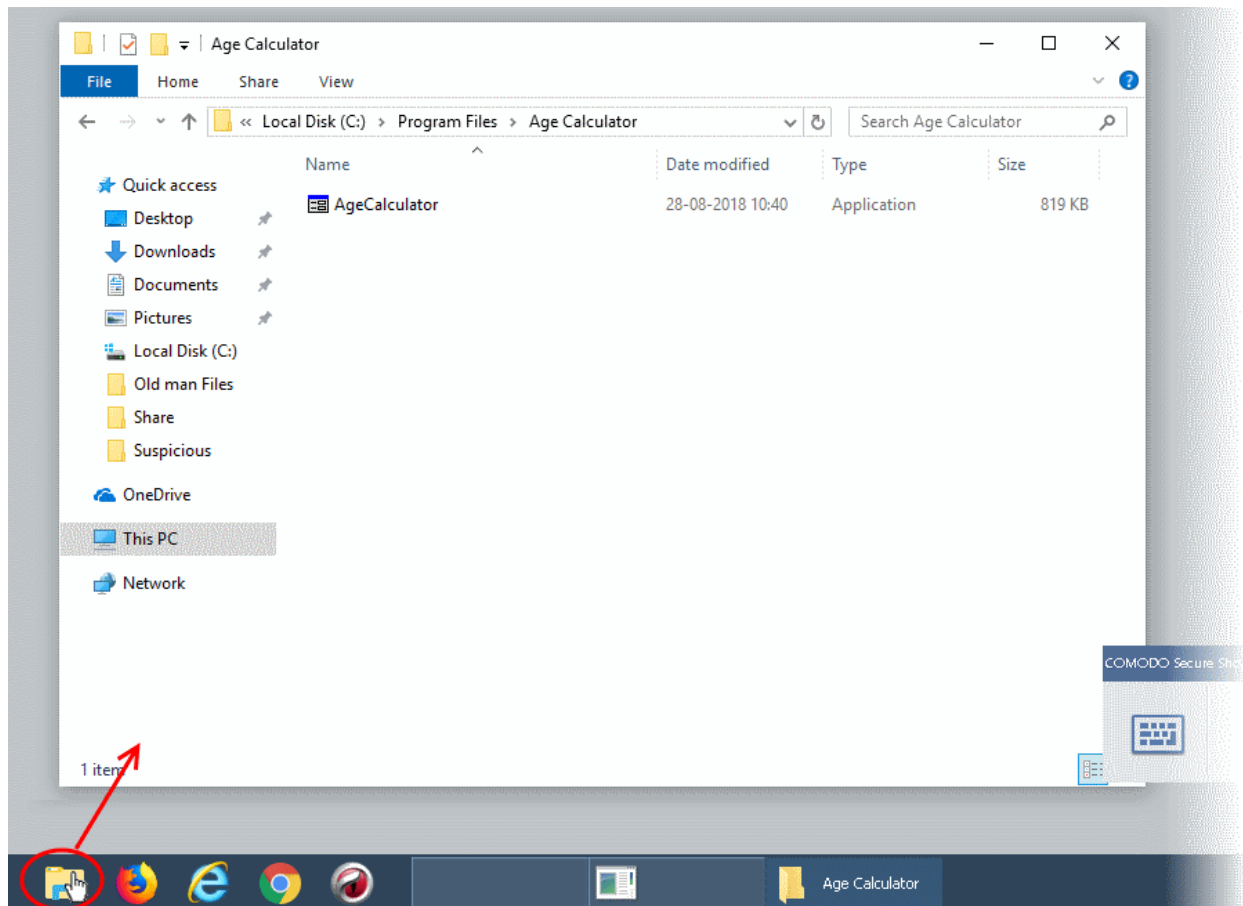 Age Calculator
File Home Share View
« Local Disk (C:) > Program Files > Age Calculator
Search Age Calculator
Name Date modified Type Size
Quick access
AgeCalculator 28-08-2018 10:40 Application 819 KB
Desktop
Downloads
Documents
Pictures
Local Disk (C:)
Old man Files
Share
Suspicious
OneDrive
This PC
Network
COMODO Secure
1 item
Age Calculator